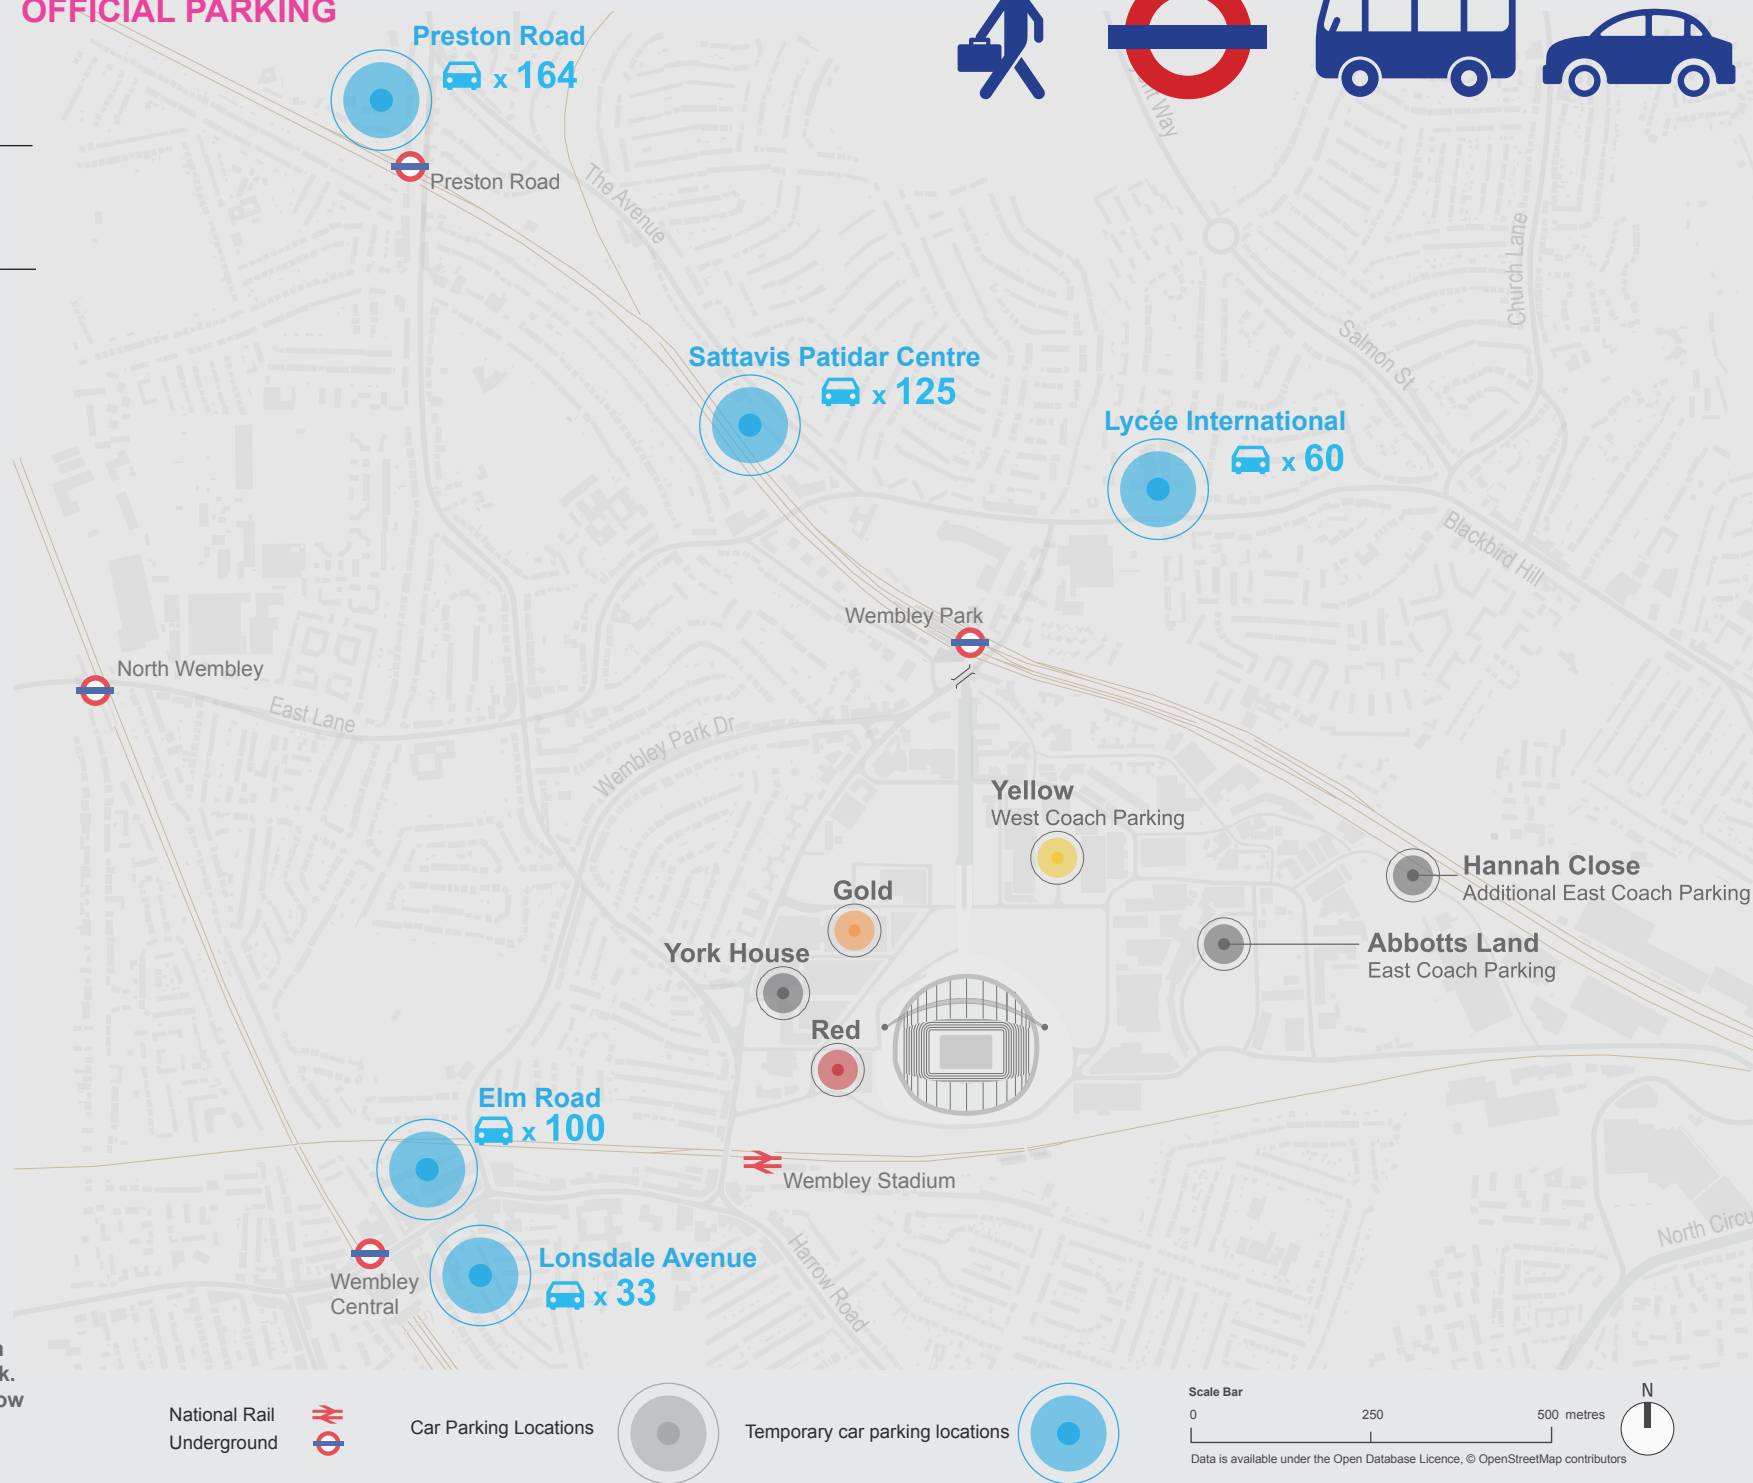 OFFICIAL PARKING
Preston Road
x 164
Preston Road
The Avenue
Way
Church Lane
Salmon St
Sattavis Patidar Centre
x 125
Lycée International
x 60
Blackbird Hill
Wembley Park
North Wembley
East Lane
Wembley Park Dr
Yellow
West Coach Parking
Hannah Close
Additional East Coach Parking
Gold
Abbotts Land
East Coach Parking
York House
Red
Elm Road
x 100
Wembley Stadium
North Circu
Harrow Road
Lonsdale Avenue
x 33
Wembley
Central
National Rail
Underground
Car Parking Locations
Temporary car parking locations
Scale Bar
0 250 500 metres
N
Data is available under the Open Database Licence, © OpenStreetMap contributors